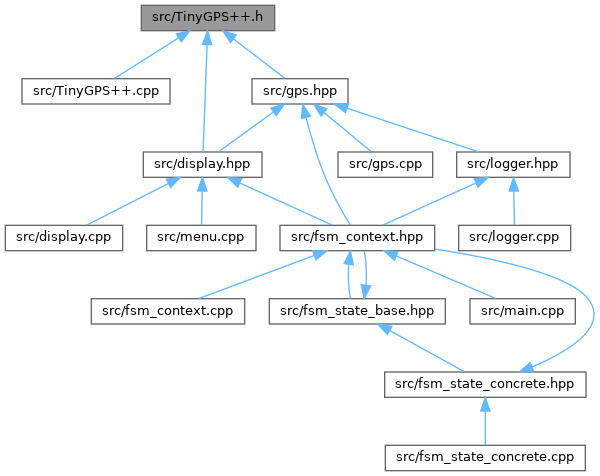 src/TinyGPS++.h
src/TinyGPS++.cpp
src/gps.hpp
src/display.hpp
src/gps.cpp
src/logger.hpp
src/display.cpp
src/menu.cpp
src/fsm_context.hpp
src/logger.cpp
src/fsm_context.cpp
src/fsm_state_base.hpp
src/main.cpp
src/fsm_state_concrete.hpp
src/fsm_state_concrete.cpp